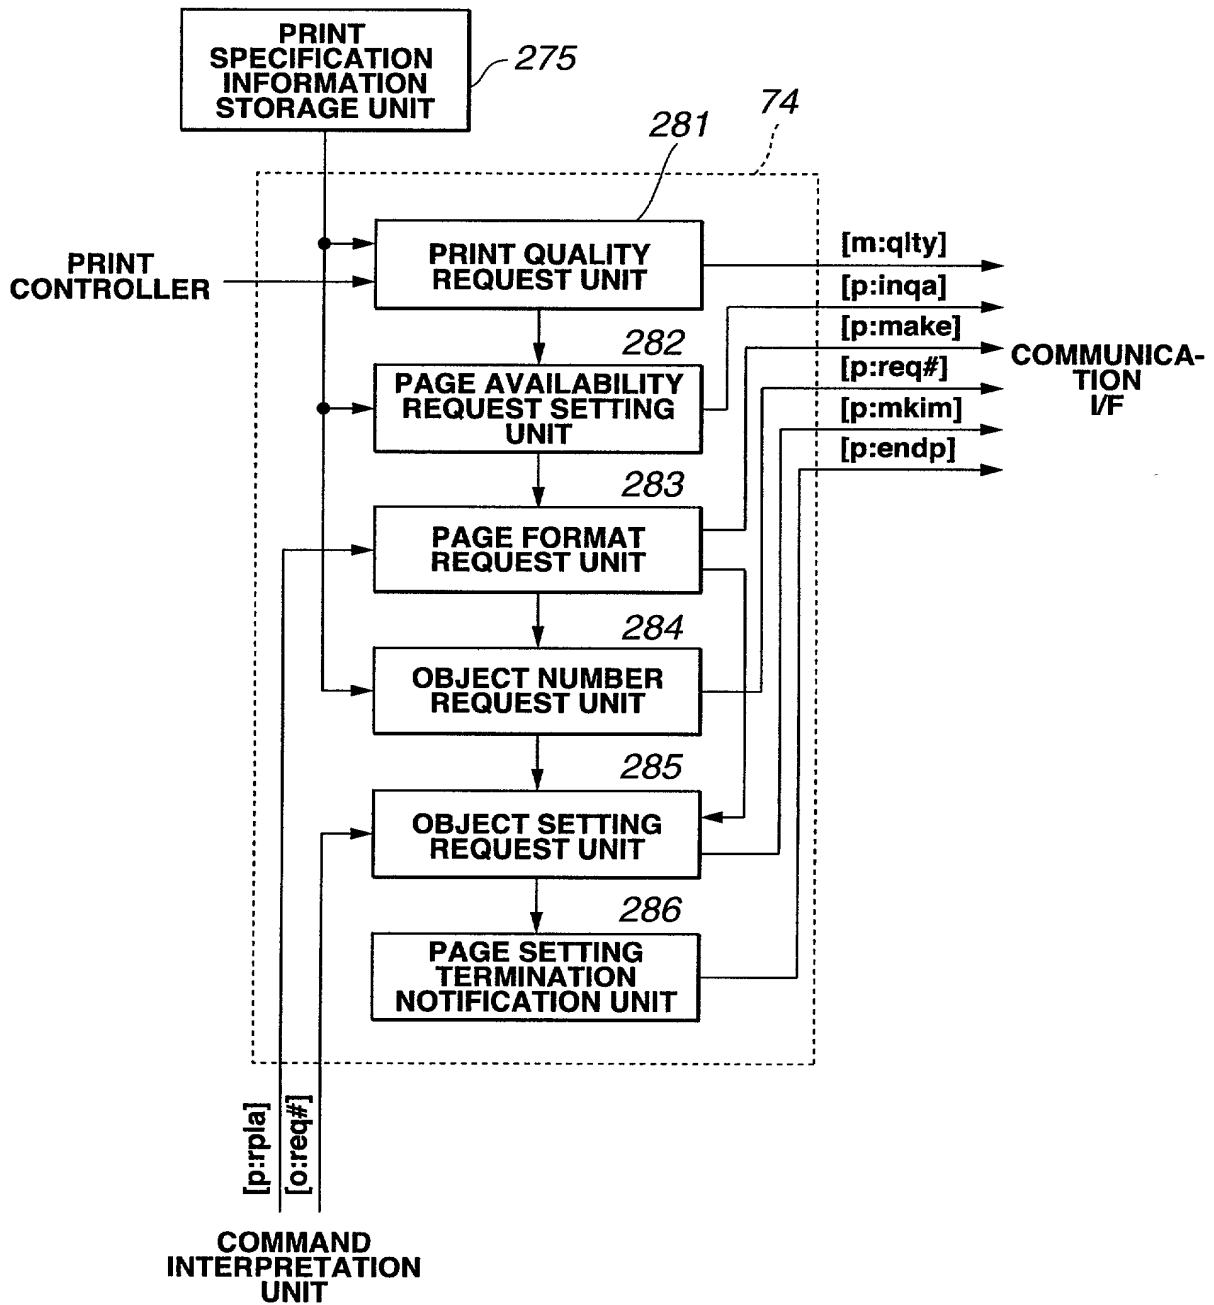 PRINT
SPECIFICATION
INFORMATION
STORAGE UNIT
275
74
281
PRINT QUALITY
REQUEST UNIT
PRINT
CONTROLLER
[m:qlty]
[p:inqa]
[p:make]
[p:req#]
[p:mkim]
[p:endp]
COMMUNICA-
TION
I/F
282
PAGE AVAILABILITY
REQUEST SETTING
UNIT
283
PAGE FORMAT
REQUEST UNIT
284
OBJECT NUMBER
REQUEST UNIT
285
OBJECT SETTING
REQUEST UNIT
286
PAGE SETTING
TERMINATION
NOTIFICATION UNIT
[p:rpla]
[o:req#]
COMMAND
INTERPRETATION
UNIT